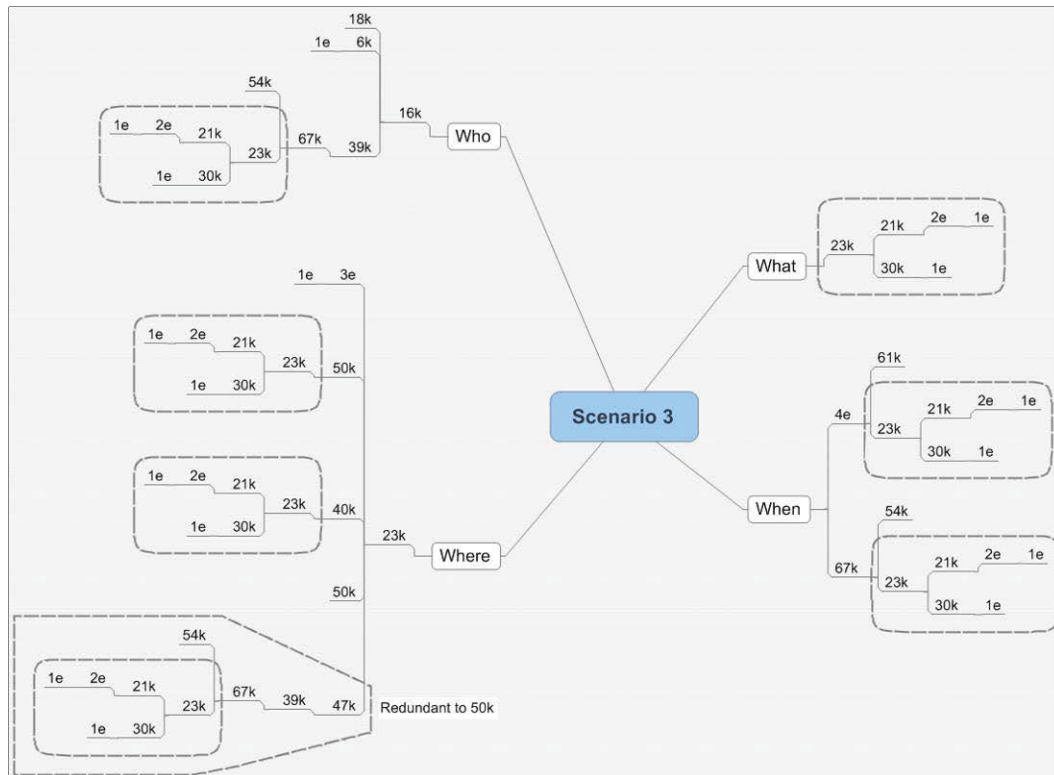 18k
1e 6k
54k
16k
Who
1e 2e 21k
67k 39k
23k
1e 30k
What
23k
21k
2e 1e
30k 1e
1e 3e
1e 2e 21k
23k 50k
1e 30k
Scenario 3
61k
4e
23k
21k
2e 1e
30k 1e
1e 2e 21k
23k 40k
1e 30k
23k
Where
When
54k
67k
23k
21k
2e 1e
30k 1e
50k
54k
1e 2e 21k
23k
67k 39k 47k
1e 30k
Redundant to 50k